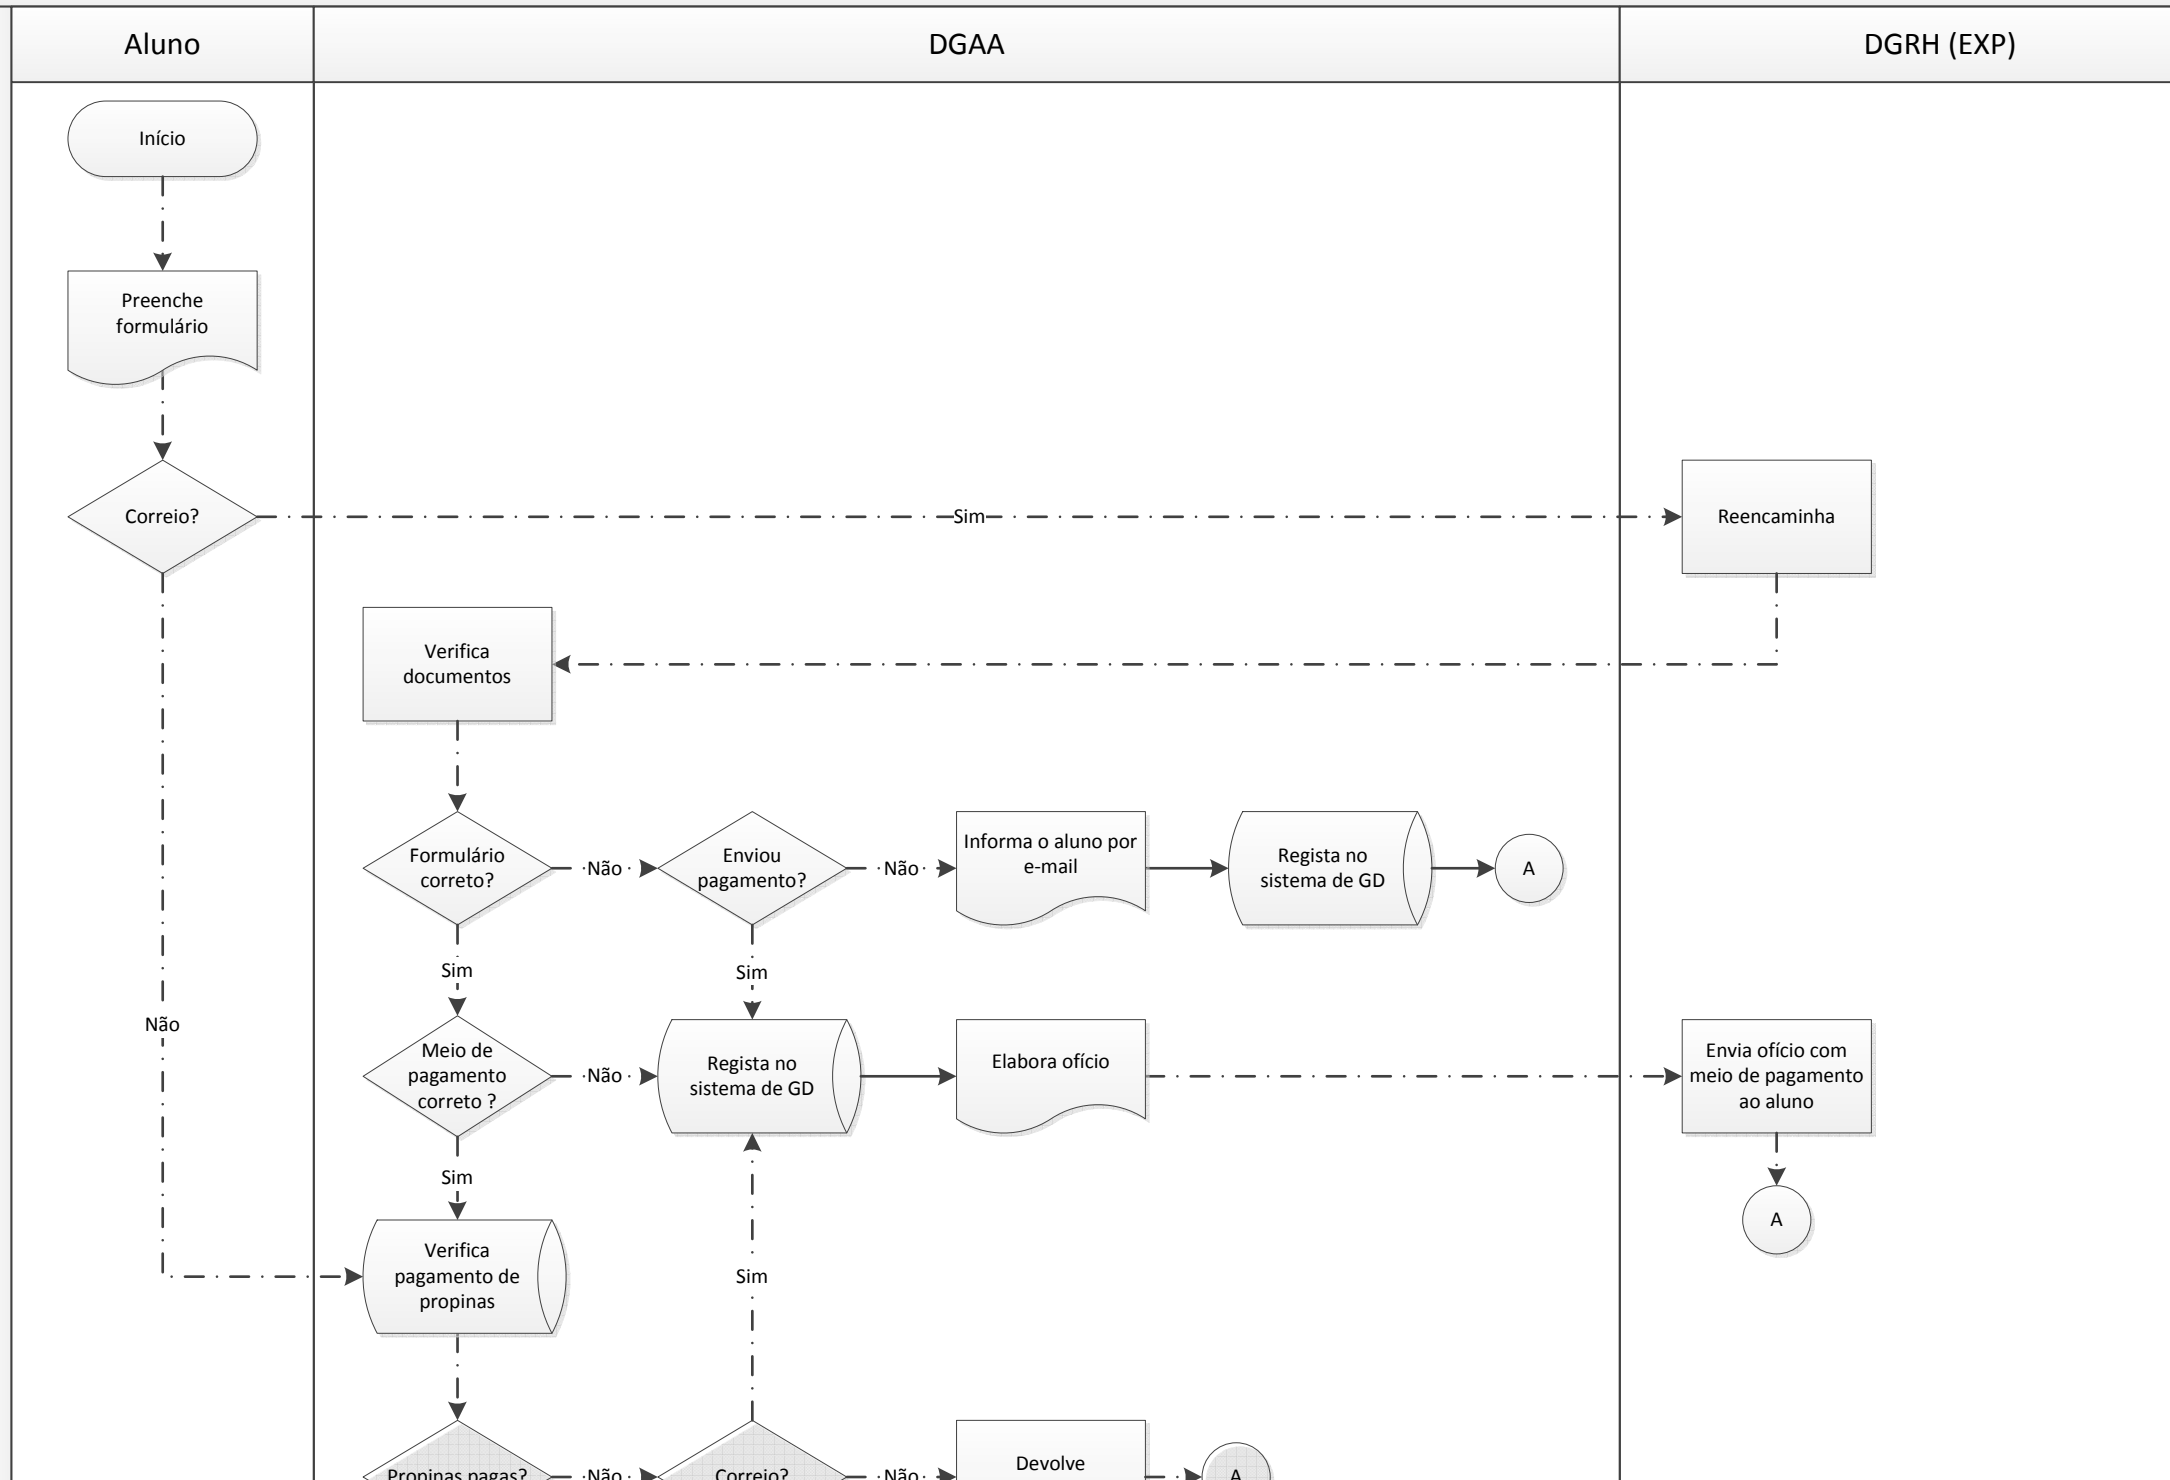 Aluno
DGAA
DGRH (EXP)
Início
Preenche
formulário
Correio?
Sim
Reencaminha
Verifica
documentos
Formulário
correto?
Não
Enviou
pagamento?
Não
Informa o aluno por
e-mail
Regista no
sistema de GD
A
Sim
Sim
Não
Meio de
pagamento
correto ?
Não
Regista no
sistema de GD
Elabora ofício
Envia ofício com
meio de pagamento
ao aluno
Sim
A
Verifica
pagamento de
propinas
Sim
Propinas pagas?
Não
Correio?
Não
Devolve
A